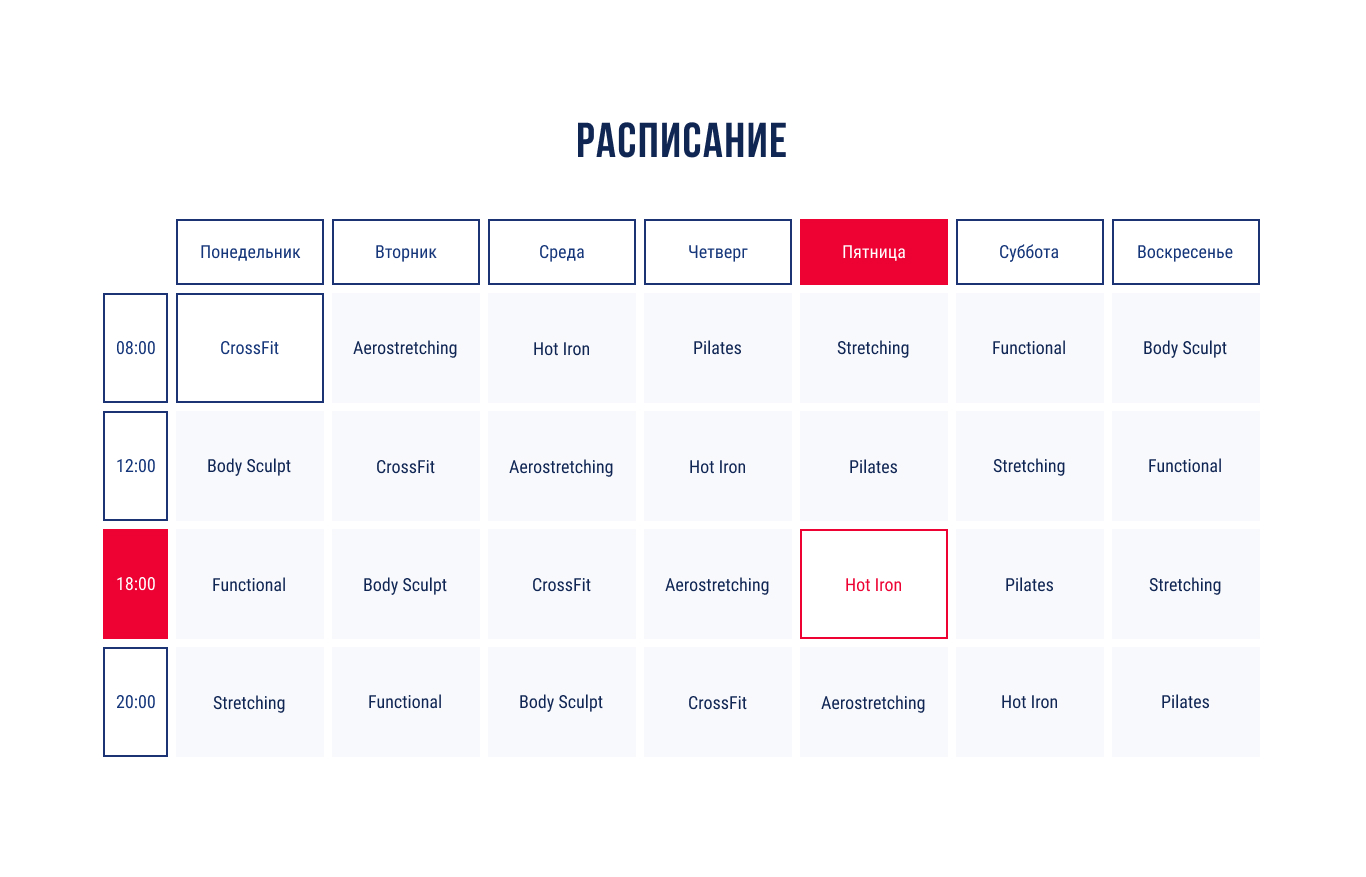 РАСПИСАНИЕ
Понедельник Вторник Среда Четверг Пятница Суббота Воскресенье
08:00 CrossFit Aerostretching Hot Iron Pilates Stretching Functional Body Sculpt
12:00 Body Sculpt CrossFit Aerostretching Hot Iron Pilates Stretching Functional
18:00 Functional Body Sculpt CrossFit Aerostretching Hot Iron Pilates Stretching
20:00 Stretching Functional Body Sculpt CrossFit Aerostretching Hot Iron Pilates